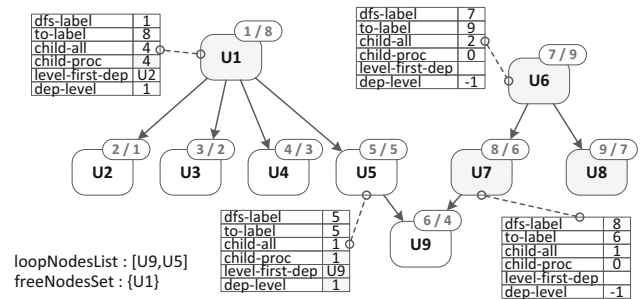 dfs-label 1
to-label 8
child-all 4
child-proc 4
level-first-dep U2
dep-level 1
1 / 8
U1
dfs-label 7
to-label 9
child-all 2
child-proc 0
level-first-dep
dep-level -1
7 / 9
U6
2 / 1
U2
3 / 2
U3
4 / 3
U4
5 / 5
U5
8 / 6
U7
9 / 7
U8
6 / 4
U9
dfs-label 5
to-label 5
child-all 1
child-proc 1
level-first-dep U9
dep-level 1
dfs-label 8
to-label 6
child-all 1
child-proc 0
level-first-dep
dep-level -1
loopNodesList : [U9,U5]
freeNodesSet : {U1}